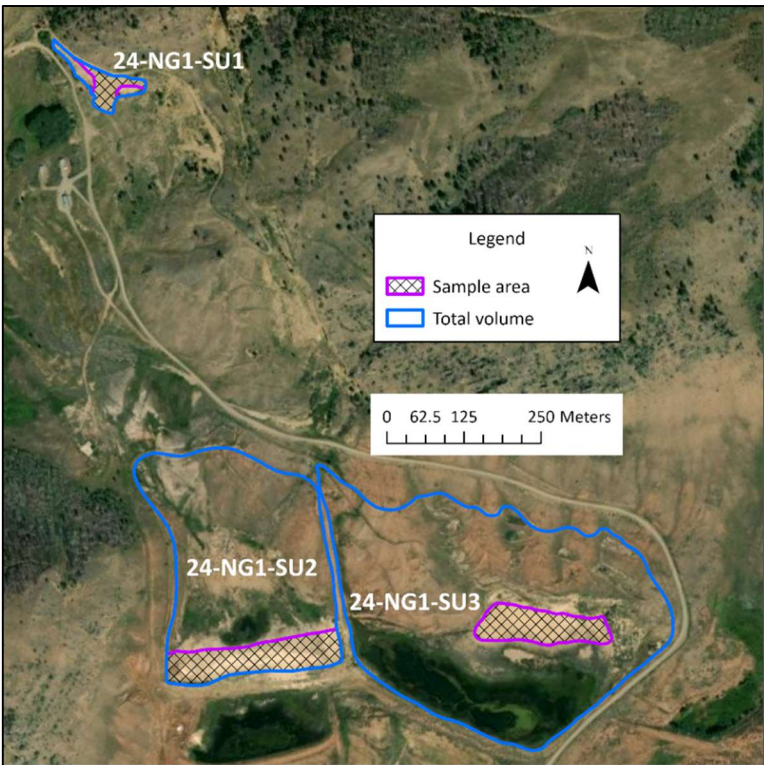 24-NG1-SU1
Legend
N
Sample area
Total volume
0 62.5 125 250 Meters
24-NG1-SU2
24-NG1-SU3